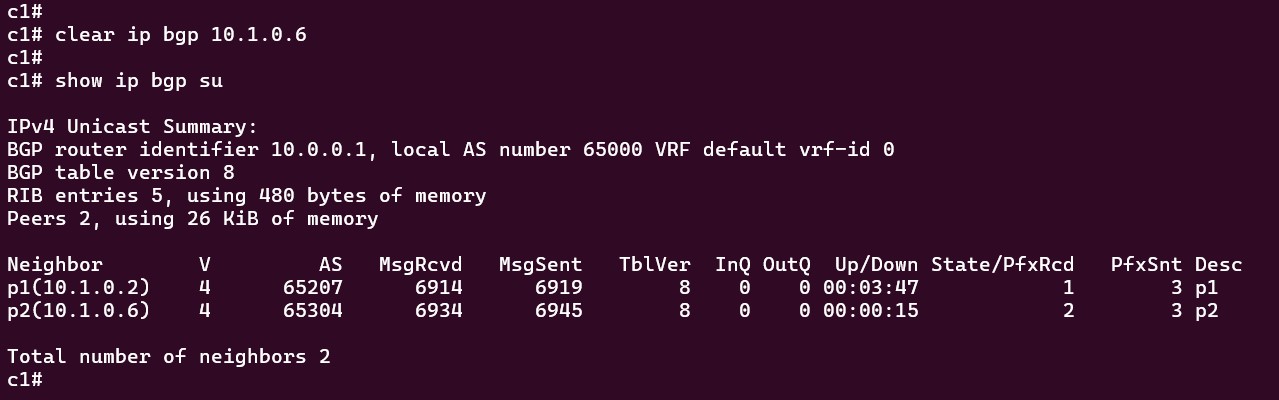 c1#
c1# clear ip bgp 10.1.0.6
c1#
c1# show ip bgp su

IPv4 Unicast Summary:
BGP router identifier 10.0.0.1, local AS number 65000 VRF default vrf-id 0
BGP table version 8
RIB entries 5, using 480 bytes of memory
Peers 2, using 26 KiB of memory

Neighbor        V         AS   MsgRcvd   MsgSent   TblVer  InQ OutQ  Up/Down State/PfxRcd   PfxSnt Desc
p1(10.1.0.2)    4      65207      6914      6919        8    0    0 00:03:47            1        3 p1
p2(10.1.0.6)    4      65304      6934      6945        8    0    0 00:00:15            2        3 p2

Total number of neighbors 2
c1#